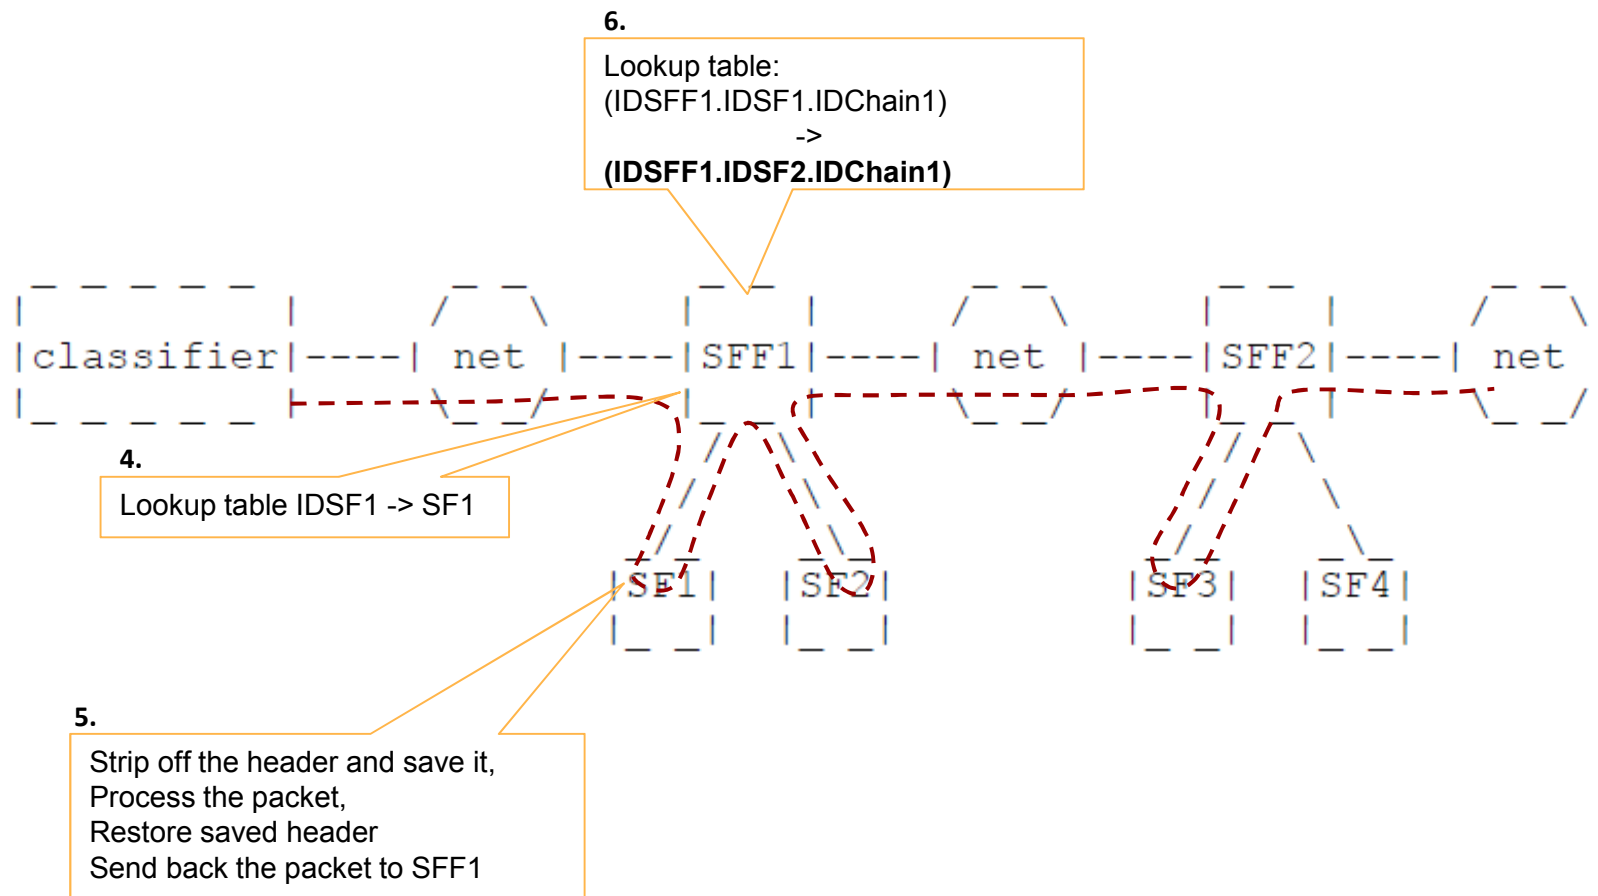 6.
Lookup table:
(IDSFF1.IDSF1.IDChain1)
->
(IDSFF1.IDSF2.IDChain1)
|classifier|----| net |----|SFF1|----| net |----|SFF2|----| net
4.
Lookup table IDSF1 -> SF1
|SF1| |SF2| |SF3| |SF4|
5.
Strip off the header and save it,
Process the packet,
Restore saved header
Send back the packet to SFF1